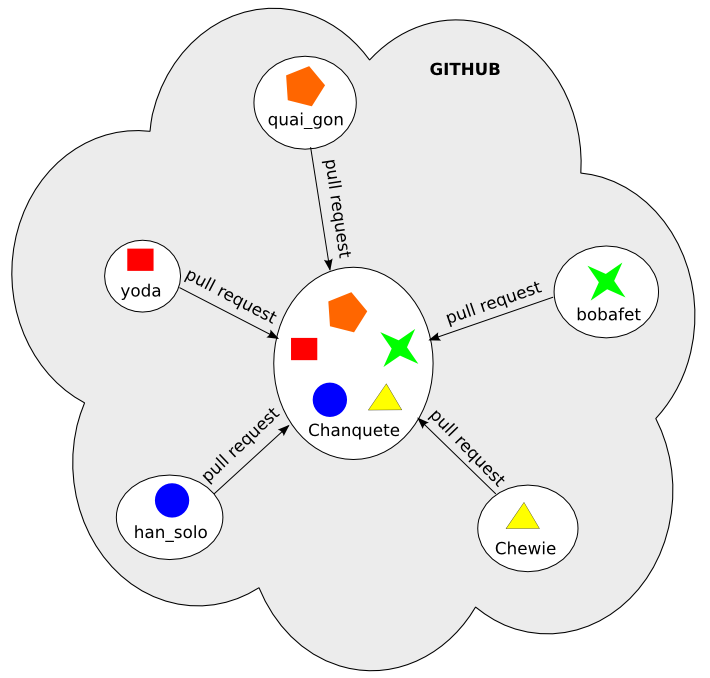 GITHUB
quai_gon
pull request
yoda
pull request
pull request
bobafet
Chanquete
pull request
pull request
han_solo
Chewie